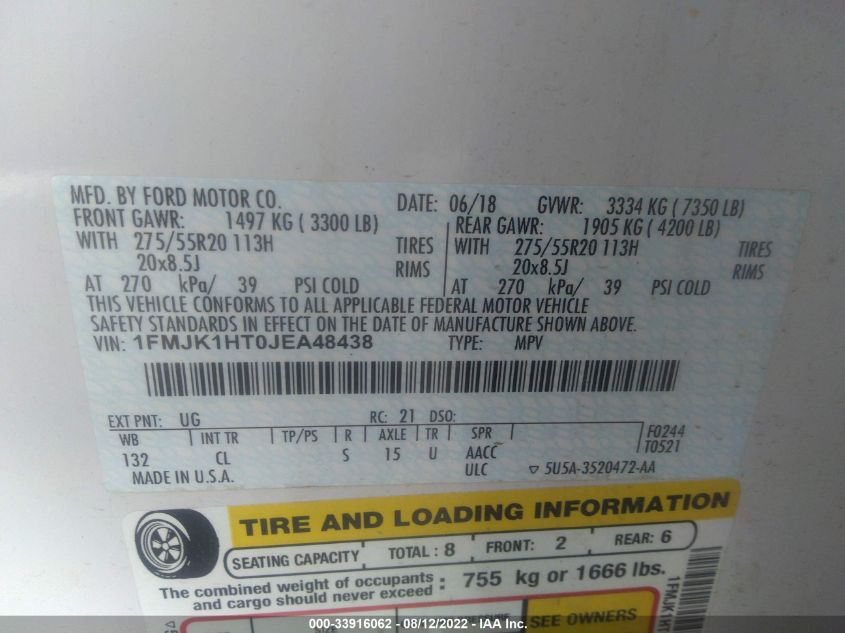 MFD. BY FORD MOTOR CO. DATE: 06/18 GVWR: 3334 KG ( 7350 LB)
FRONT GAWR: 1497 KG ( 3300 LB) REAR GAWR: 1905 KG ( 4200 LB)
WITH 275/55R20 113H TIRES WITH 275/55R20 113H TIRES
20x8.5J RIMS 20x8.5J RIMS
AT 270 kPa/ 39 PSI COLD AT 270 kPa/ 39 PSI COLD
THIS VEHICLE CONFORMS TO ALL APPLICABLE FEDERAL MOTOR VEHICLE
SAFETY STANDARDS IN EFFECT ON THE DATE OF MANUFACTURE SHOWN ABOVE.
VIN: 1FMJK1HT0JEA48438 TYPE: MPV
EXT PNT: UG RC: 21 DSO:
WB INT TR TP/PS R AXLE TR SPR F0244
132 CL S 15 U AACC T0521
MADE IN U.S.A. ULC 5U5A-3520472-AA
TIRE AND LOADING INFORMATION
SEATING CAPACITY TOTAL : 8 FRONT: 2 REAR: 6
The combined weight of occupants and cargo should never exceed : 755 kg or 1666 lbs.
SEE OWNERS
1FMJK1HT
000-33916062 - 08/12/2022 - IAA Inc.